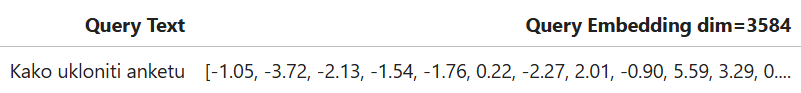 Query Text Query Embedding dim=3584
Kako ukloniti anketu [-1.05, -3.72, -2.13, -1.54, -1.76, 0.22, -2.27, 2.01, -0.90, 5.59, 3.29, 0....